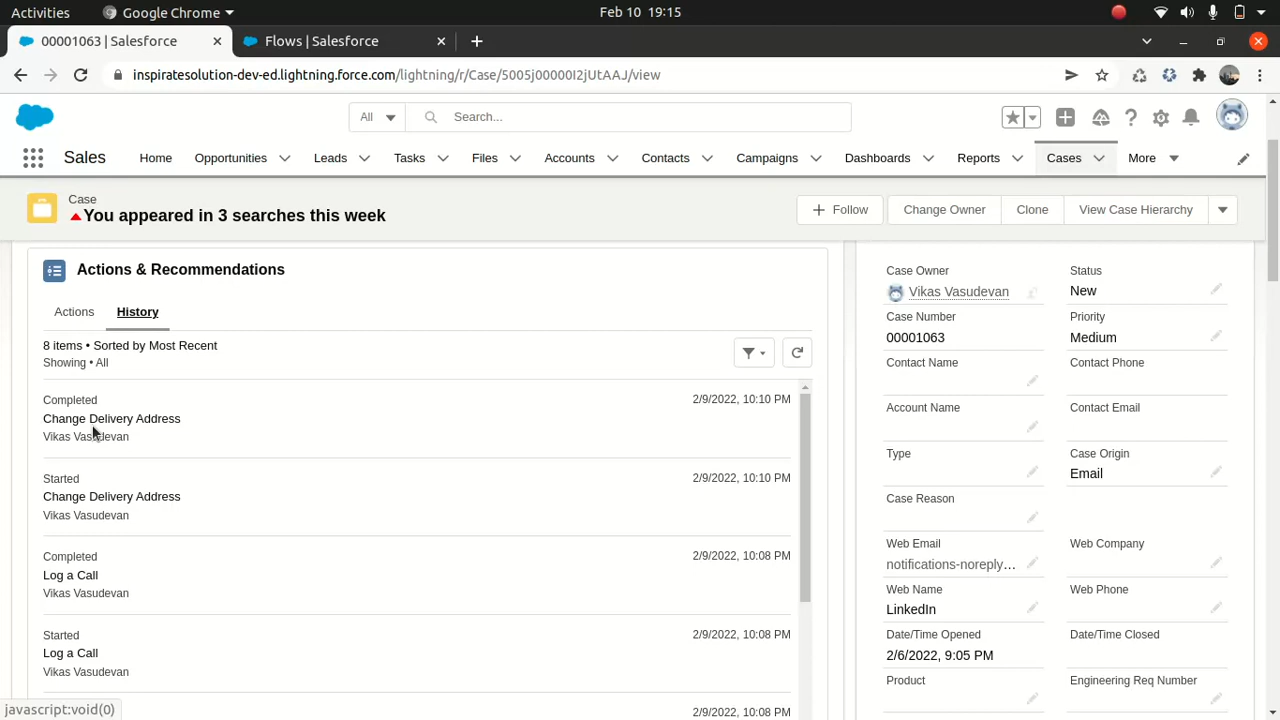 Activities
Google Chrome
Feb 10 19:15
00001063 | Salesforce
Flows | Salesforce
inspiratesolution-dev-ed.lightning.force.com/lightning/r/Case/5005j00000I2jUtAAJ/view
All
Search...
Sales
Home
Opportunities
Leads
Tasks
Files
Accounts
Contacts
Campaigns
Dashboards
Reports
Cases
More
Case
You appeared in 3 searches this week
Follow
Change Owner
Clone
View Case Hierarchy
Actions & Recommendations
Actions
History
8 items • Sorted by Most Recent
Showing • All
Completed
2/9/2022, 10:10 PM
Change Delivery Address
Vikas Vasudevan
Started
2/9/2022, 10:10 PM
Change Delivery Address
Vikas Vasudevan
Completed
2/9/2022, 10:08 PM
Log a Call
Vikas Vasudevan
Started
2/9/2022, 10:08 PM
Log a Call
Vikas Vasudevan
2/9/2022, 10:08 PM
Case Owner
Vikas Vasudevan
Status
New
Case Number
00001063
Priority
Medium
Contact Name
Contact Phone
Account Name
Contact Email
Type
Case Origin
Email
Case Reason
Web Email
notifications-noreply...
Web Company
Web Name
LinkedIn
Web Phone
Date/Time Opened
2/6/2022, 9:05 PM
Date/Time Closed
Product
Engineering Req Number
javascript:void(0)